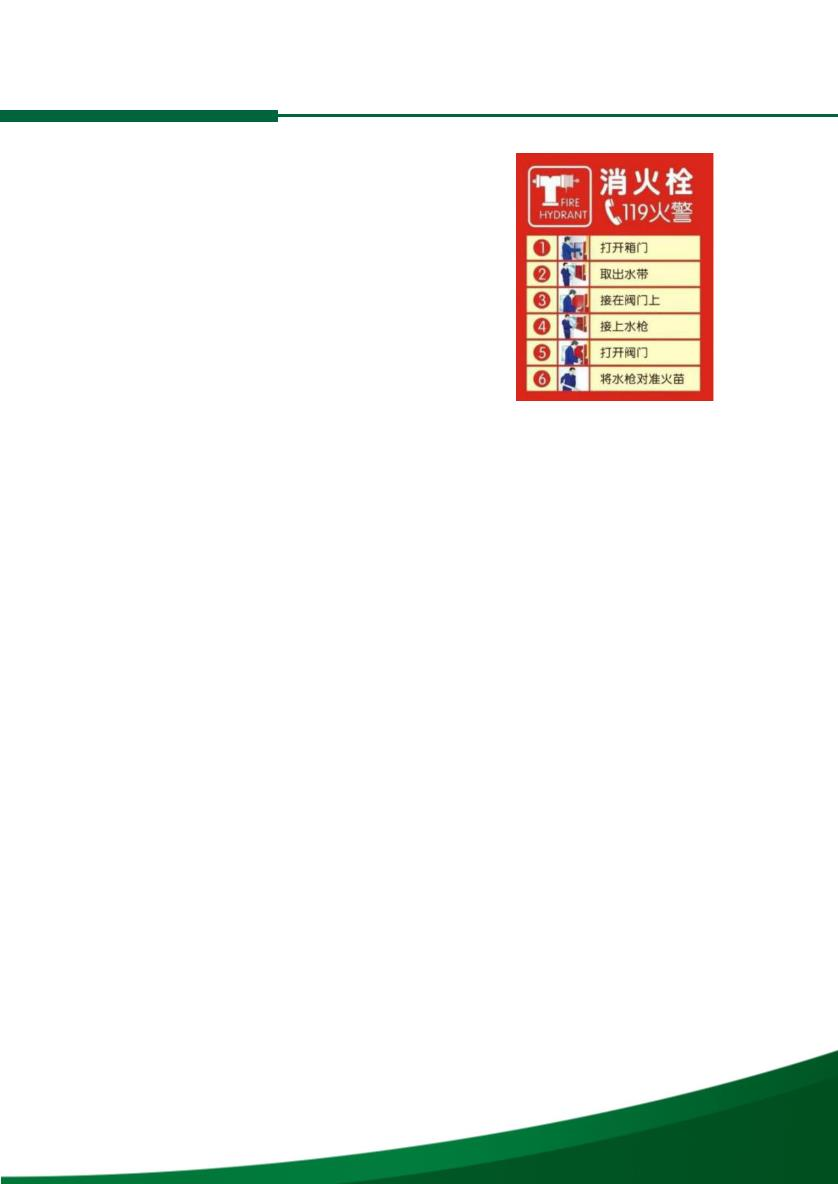 FIRE
HYDRANT
消火栓
119火警
1 打开箱门
2 取出水带
3 接在阀门上
4 接上水枪
5 打开阀门
6 将水枪对准火苗